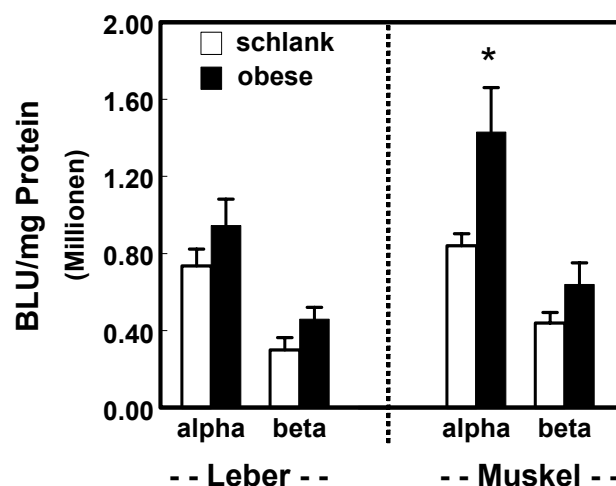 BLU/mg Protein
(Millionen)
2.00
1.60
1.20
0.80
0.40
0.00
schlank
obese
*
alpha beta alpha beta
- - Leber - - - - Muskel - -